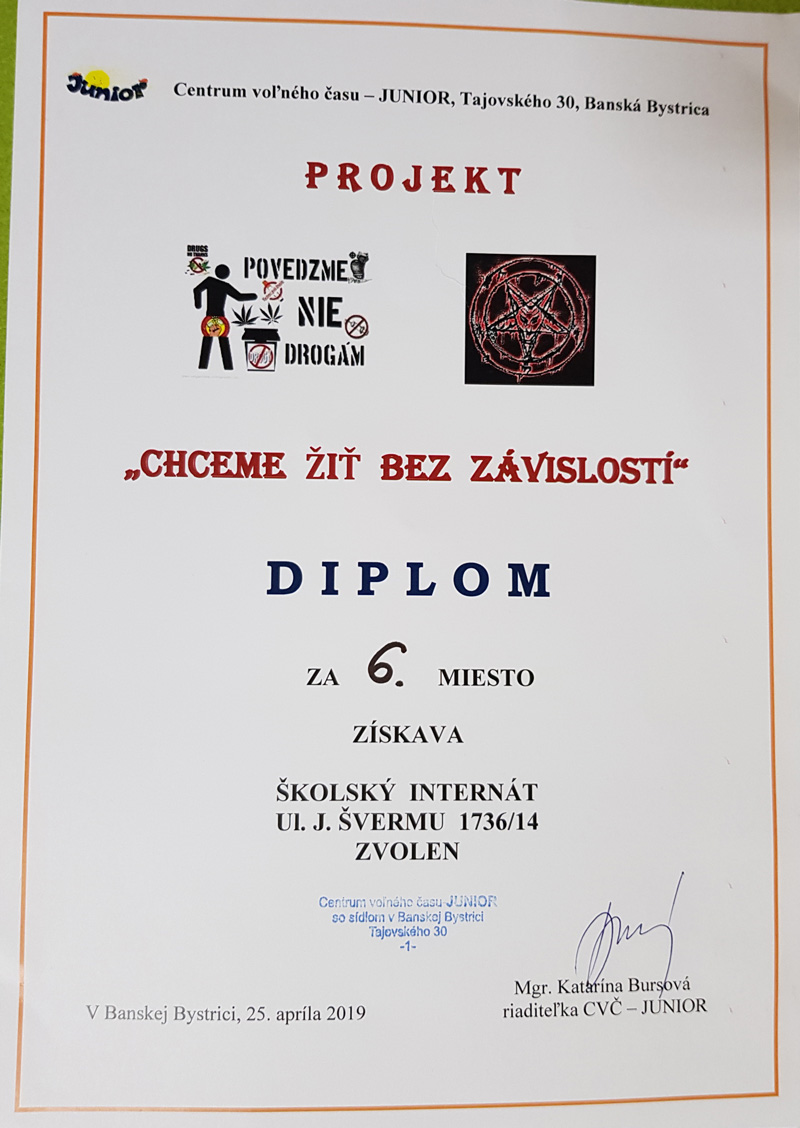 Junior
Centrum voľného času – JUNIOR, Tajovského 30, Banská Bystrica
PROJEKT
DRUGS
POVEDZME
NIE
DROGÁM
„CHCEME ŽIŤ BEZ ZÁVISLOSTÍ“
DIPLOM
ZA 6. MIESTO
ZÍSKAVA
ŠKOLSKÝ INTERNÁT
Ul. J. ŠVERMU 1736/14
ZVOLEN
Centrum voľného času JUNIOR
so sídlom v Banskej Bystrici
Tajovského 30
-1-
Mgr. Katarína Bursová
riaditeľka CVČ – JUNIOR
V Banskej Bystrici, 25. apríla 2019